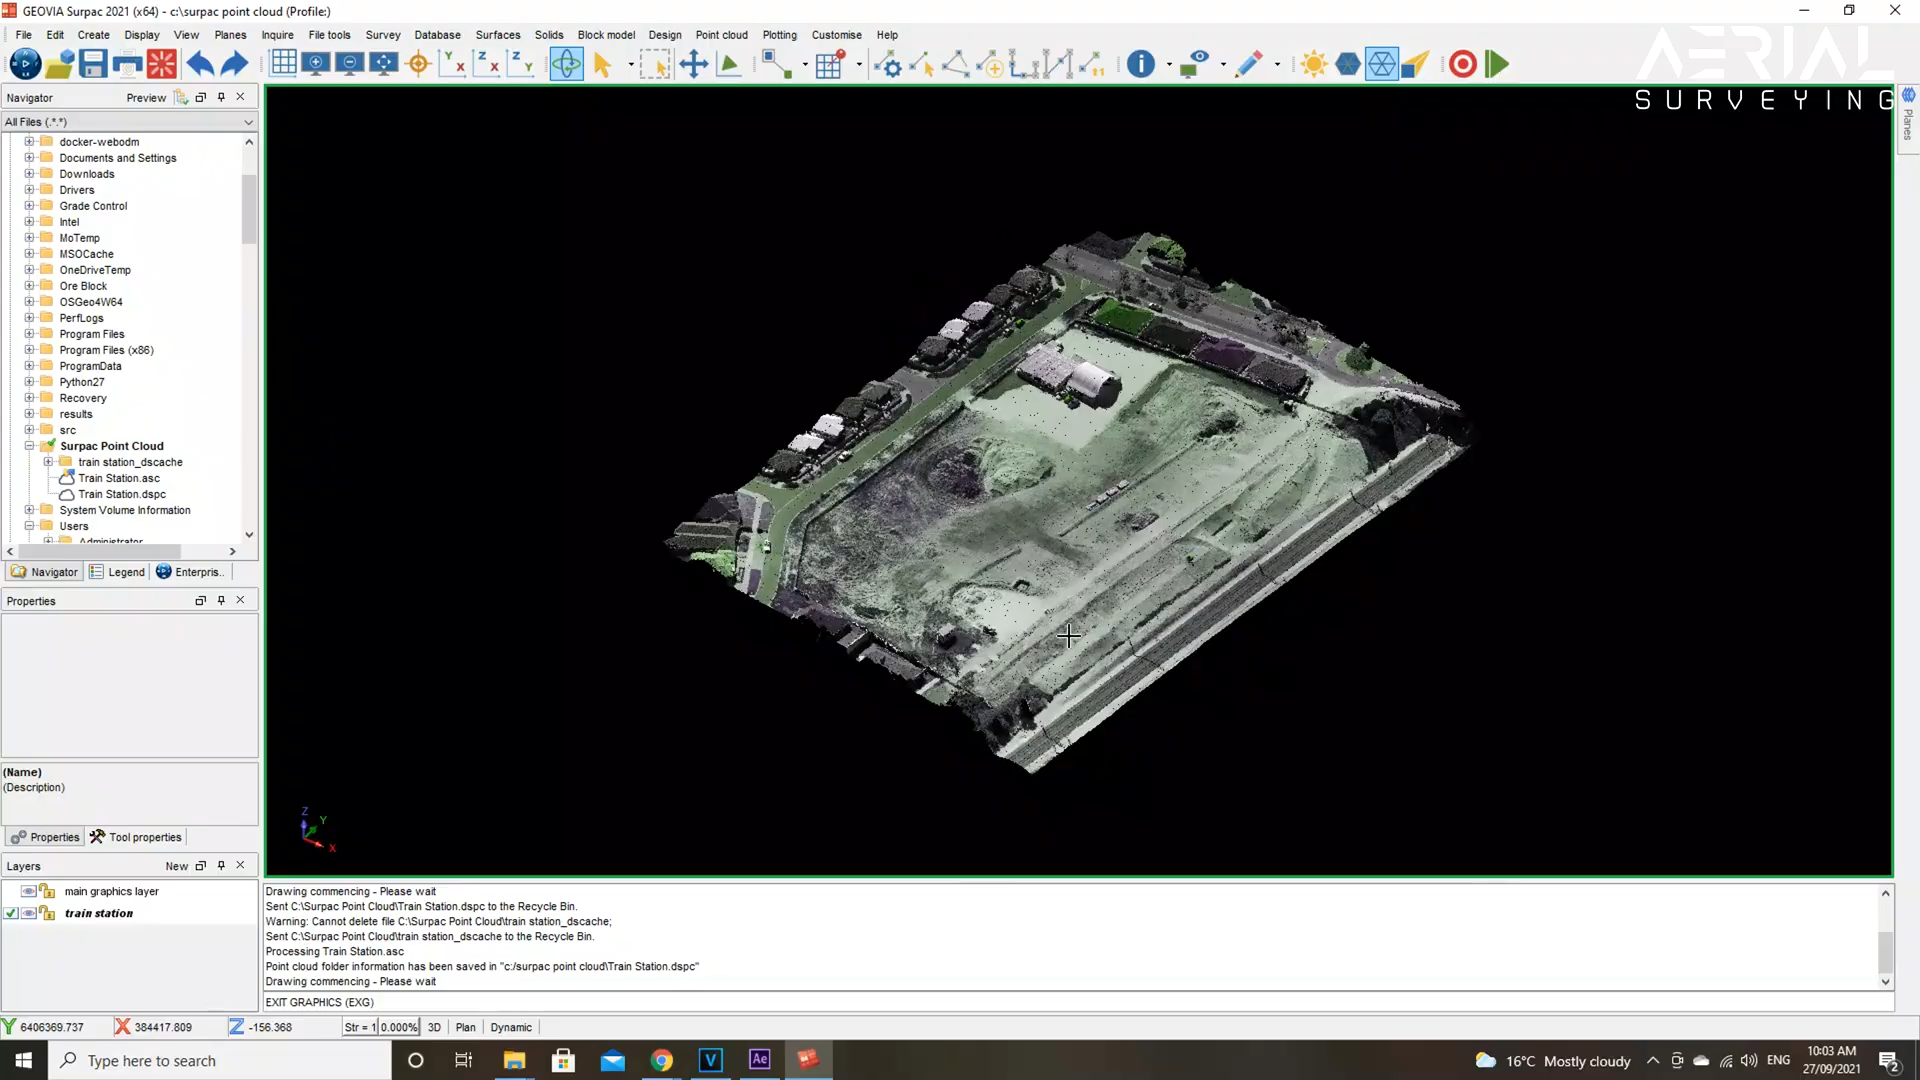 GEOVIA Surpac 2021 (x64) - c:\surpac point cloud (Profile:)
File Edit Create Display View Planes Inquire File tools Survey Database Surfaces Solids Block model Design Point cloud Plotting Customise Help
Y X Z X Z Y
AERIAL
SURVEYING
Navigator Preview
All Files (.*.*)
docker-webodm
Documents and Settings
Downloads
Drivers
Grade Control
Intel
MoTemp
MSOCache
OneDriveTemp
Ore Block
OSGeo4W64
PerfLogs
Program Files
Program Files (x86)
ProgramData
Python27
Recovery
results
src
Surpac Point Cloud
train station_dscache
Train Station.asc
Train Station.dspc
System Volume Information
Users
Administrator
Navigator Legend Enterpris..
Planes
Properties
(Name)
(Description)
Properties Tool properties
Layers New
main graphics layer
train station
Z Y X
Drawing commencing - Please wait
Sent C:\Surpac Point Cloud\Train Station.dspc to the Recycle Bin.
Warning: Cannot delete file C:\Surpac Point Cloud\train station_dscache;
Sent C:\Surpac Point Cloud\train station_dscache to the Recycle Bin.
Processing Train Station.asc
Point cloud folder information has been saved in "c:/surpac point cloud\Train Station.dspc"
Drawing commencing - Please wait
EXIT GRAPHICS (EXG)
Y 6406369.737 X 384417.809 Z -156.368 Str = 1 0.000% 3D Plan Dynamic
Type here to search
V Ae
16°C Mostly cloudy ENG 10:03 AM
27/09/2021
2